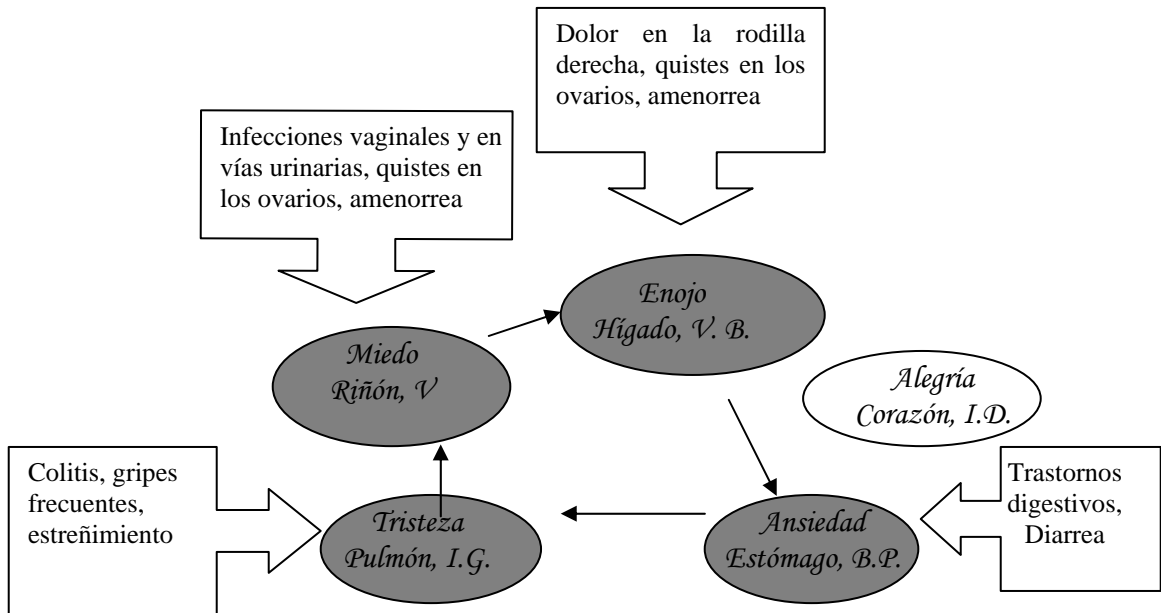 Dolor en la rodilla
derecha, quistes en los
ovarios, amenorrea
Infecciones vaginales y en
vías urinarias, quistes en
los ovarios, amenorrea
Enojo
Hígado, V. B.
Miedo
Riñón, V
Alegría
Corazón, I.D.
Colitis, gripes
frecuentes,
estreñimiento
Tristeza
Pulmón, I.G.
Ansiedad
Estómago, B.P.
Trastornos
digestivos,
Diarrea